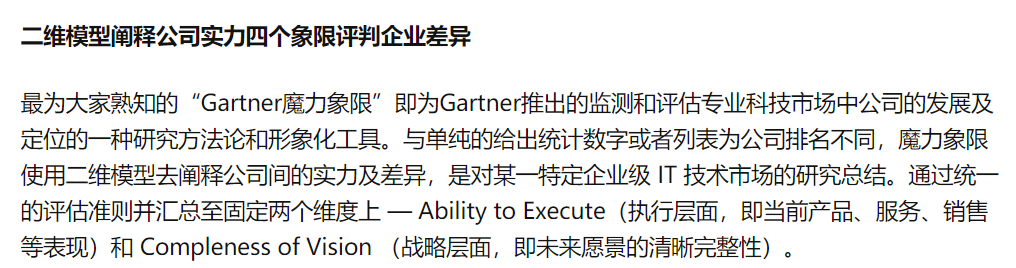 二维模型阐释公司实力四个象限评判企业差异
最为大家熟知的“Gartner魔力象限”即为Gartner推出的监测和评估专业科技市场中公司的发展及
定位的一种研究方法论和形象化工具。与单纯的给出统计数字或者列表为公司排名不同，魔力象限
使用二维模型去阐释公司间的实力及差异，是对某一特定企业级 IT 技术市场的研究总结。通过统一
的评估准则并汇总至固定两个维度上 — Ability to Execute（执行层面，即当前产品、服务、销售
等表现）和 Compleness of Vision （战略层面，即未来愿景的清晰完整性）。